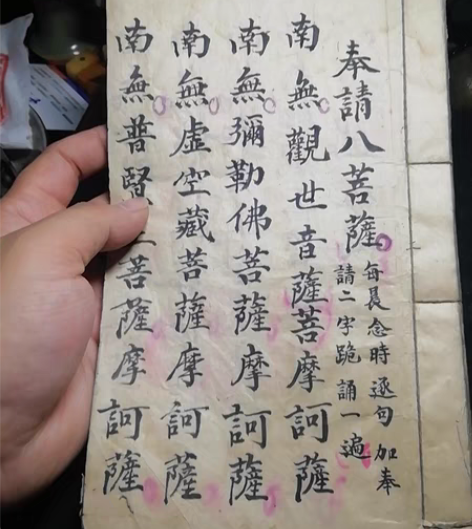 奉請八菩薩
每晨念時逐句加奉
請二字跪誦一遍
南無觀世音薩菩摩訶薩
南無彌勒佛菩薩摩訶薩
南無虛空藏菩薩摩訶薩
南無普賢菩薩摩訶薩